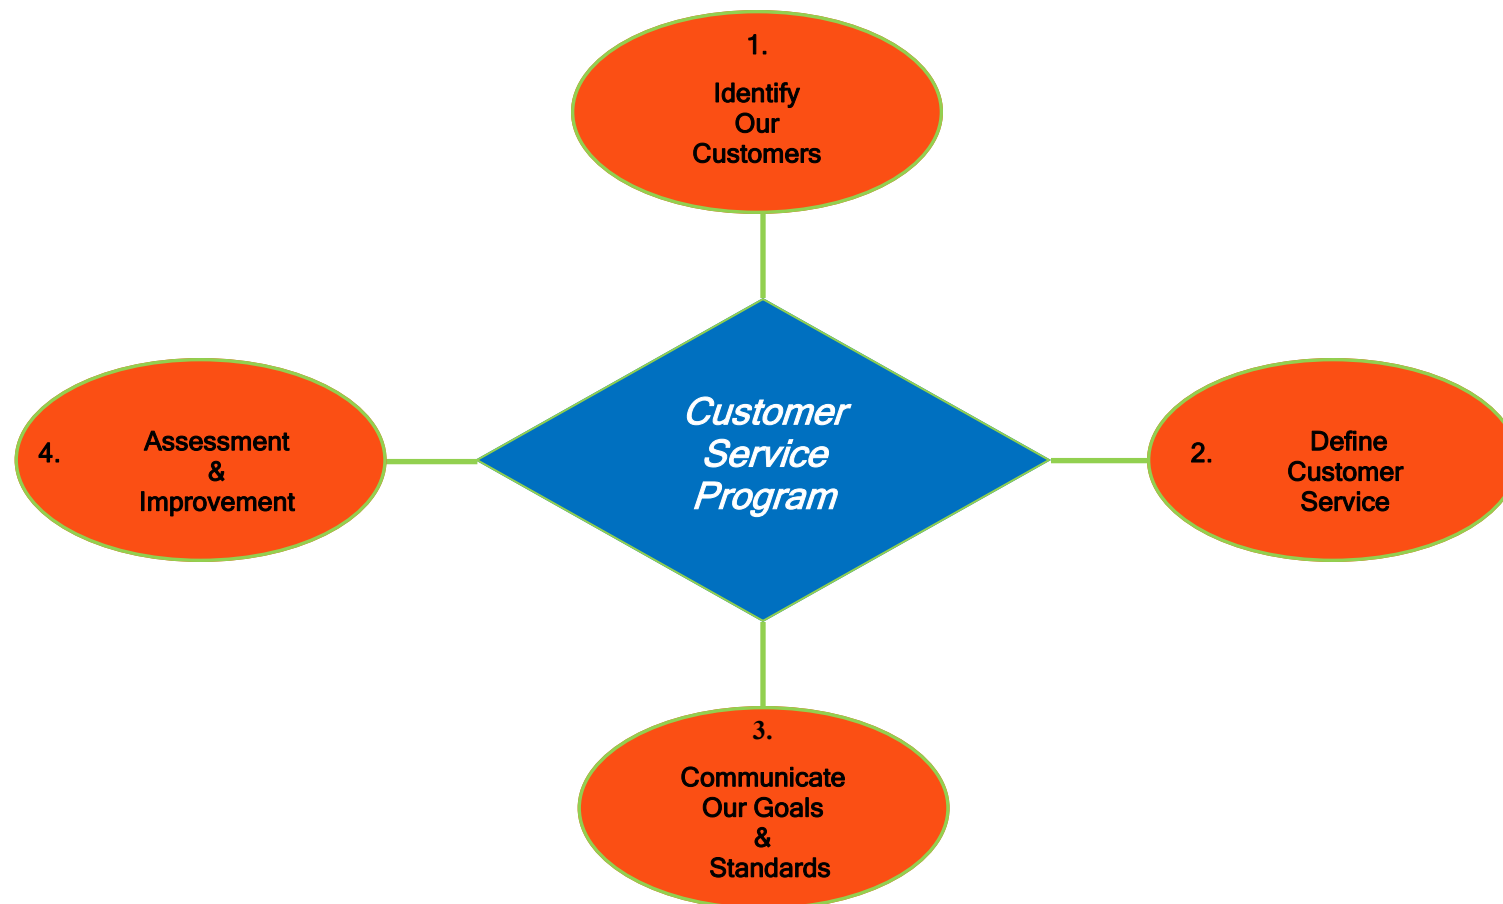 1.
Identify
Our
Customers
Customer
Service
Program
4.
Assessment
&
Improvement
2.
Define
Customer
Service
3.
Communicate
Our Goals
&
Standards